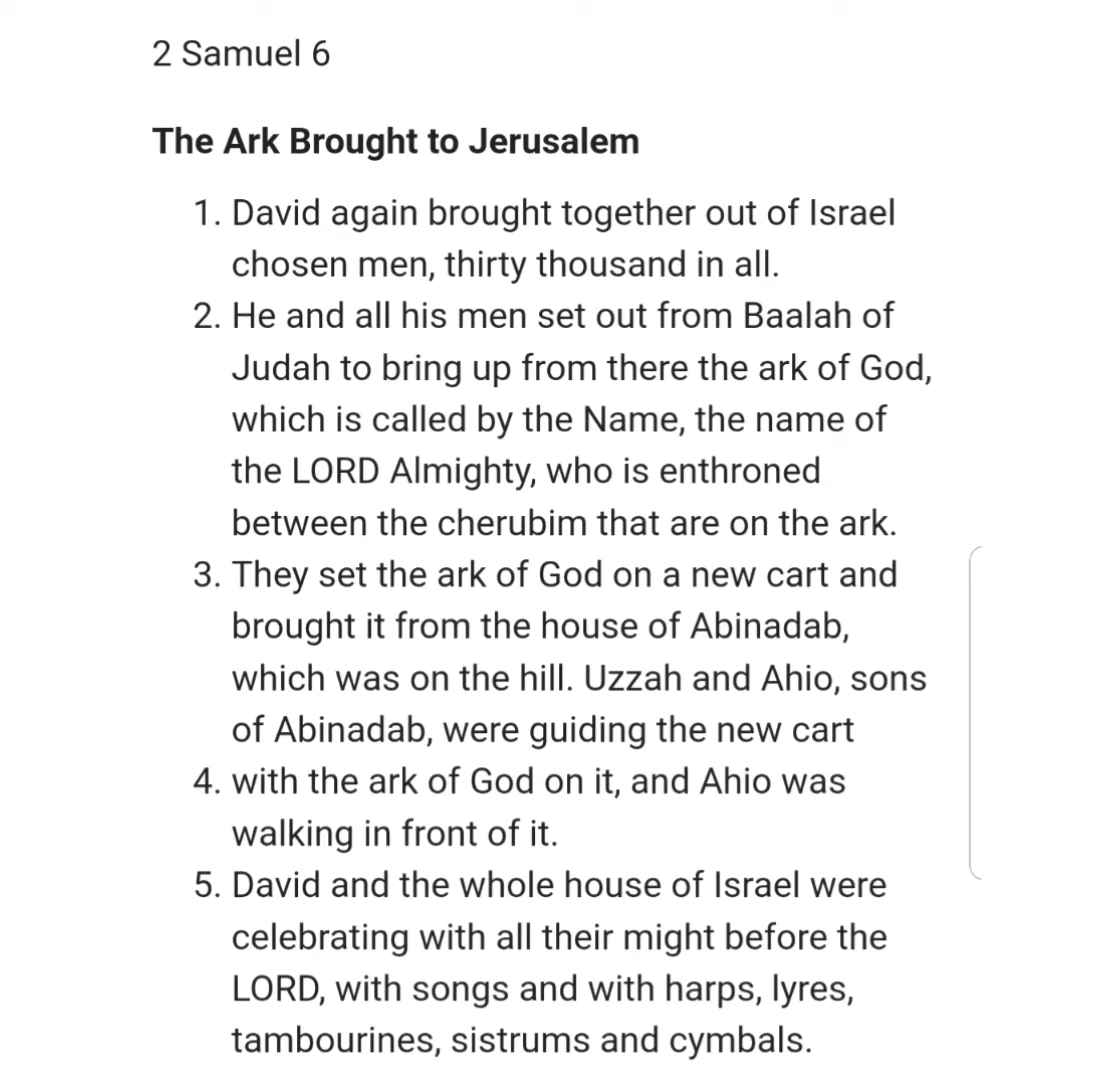 2 Samuel 6
The Ark Brought to Jerusalem
1. David again brought together out of Israel
chosen men, thirty thousand in all.
2. He and all his men set out from Baalah of
Judah to bring up from there the ark of God,
which is called by the Name, the name of
the LORD Almighty, who is enthroned
between the cherubim that are on the ark.
3. They set the ark of God on a new cart and
brought it from the house of Abinadab,
which was on the hill. Uzzah and Ahio, sons
of Abinadab, were guiding the new cart
4. with the ark of God on it, and Ahio was
walking in front of it.
5. David and the whole house of Israel were
celebrating with all their might before the
LORD, with songs and with harps, lyres,
tambourines, sistrums and cymbals.